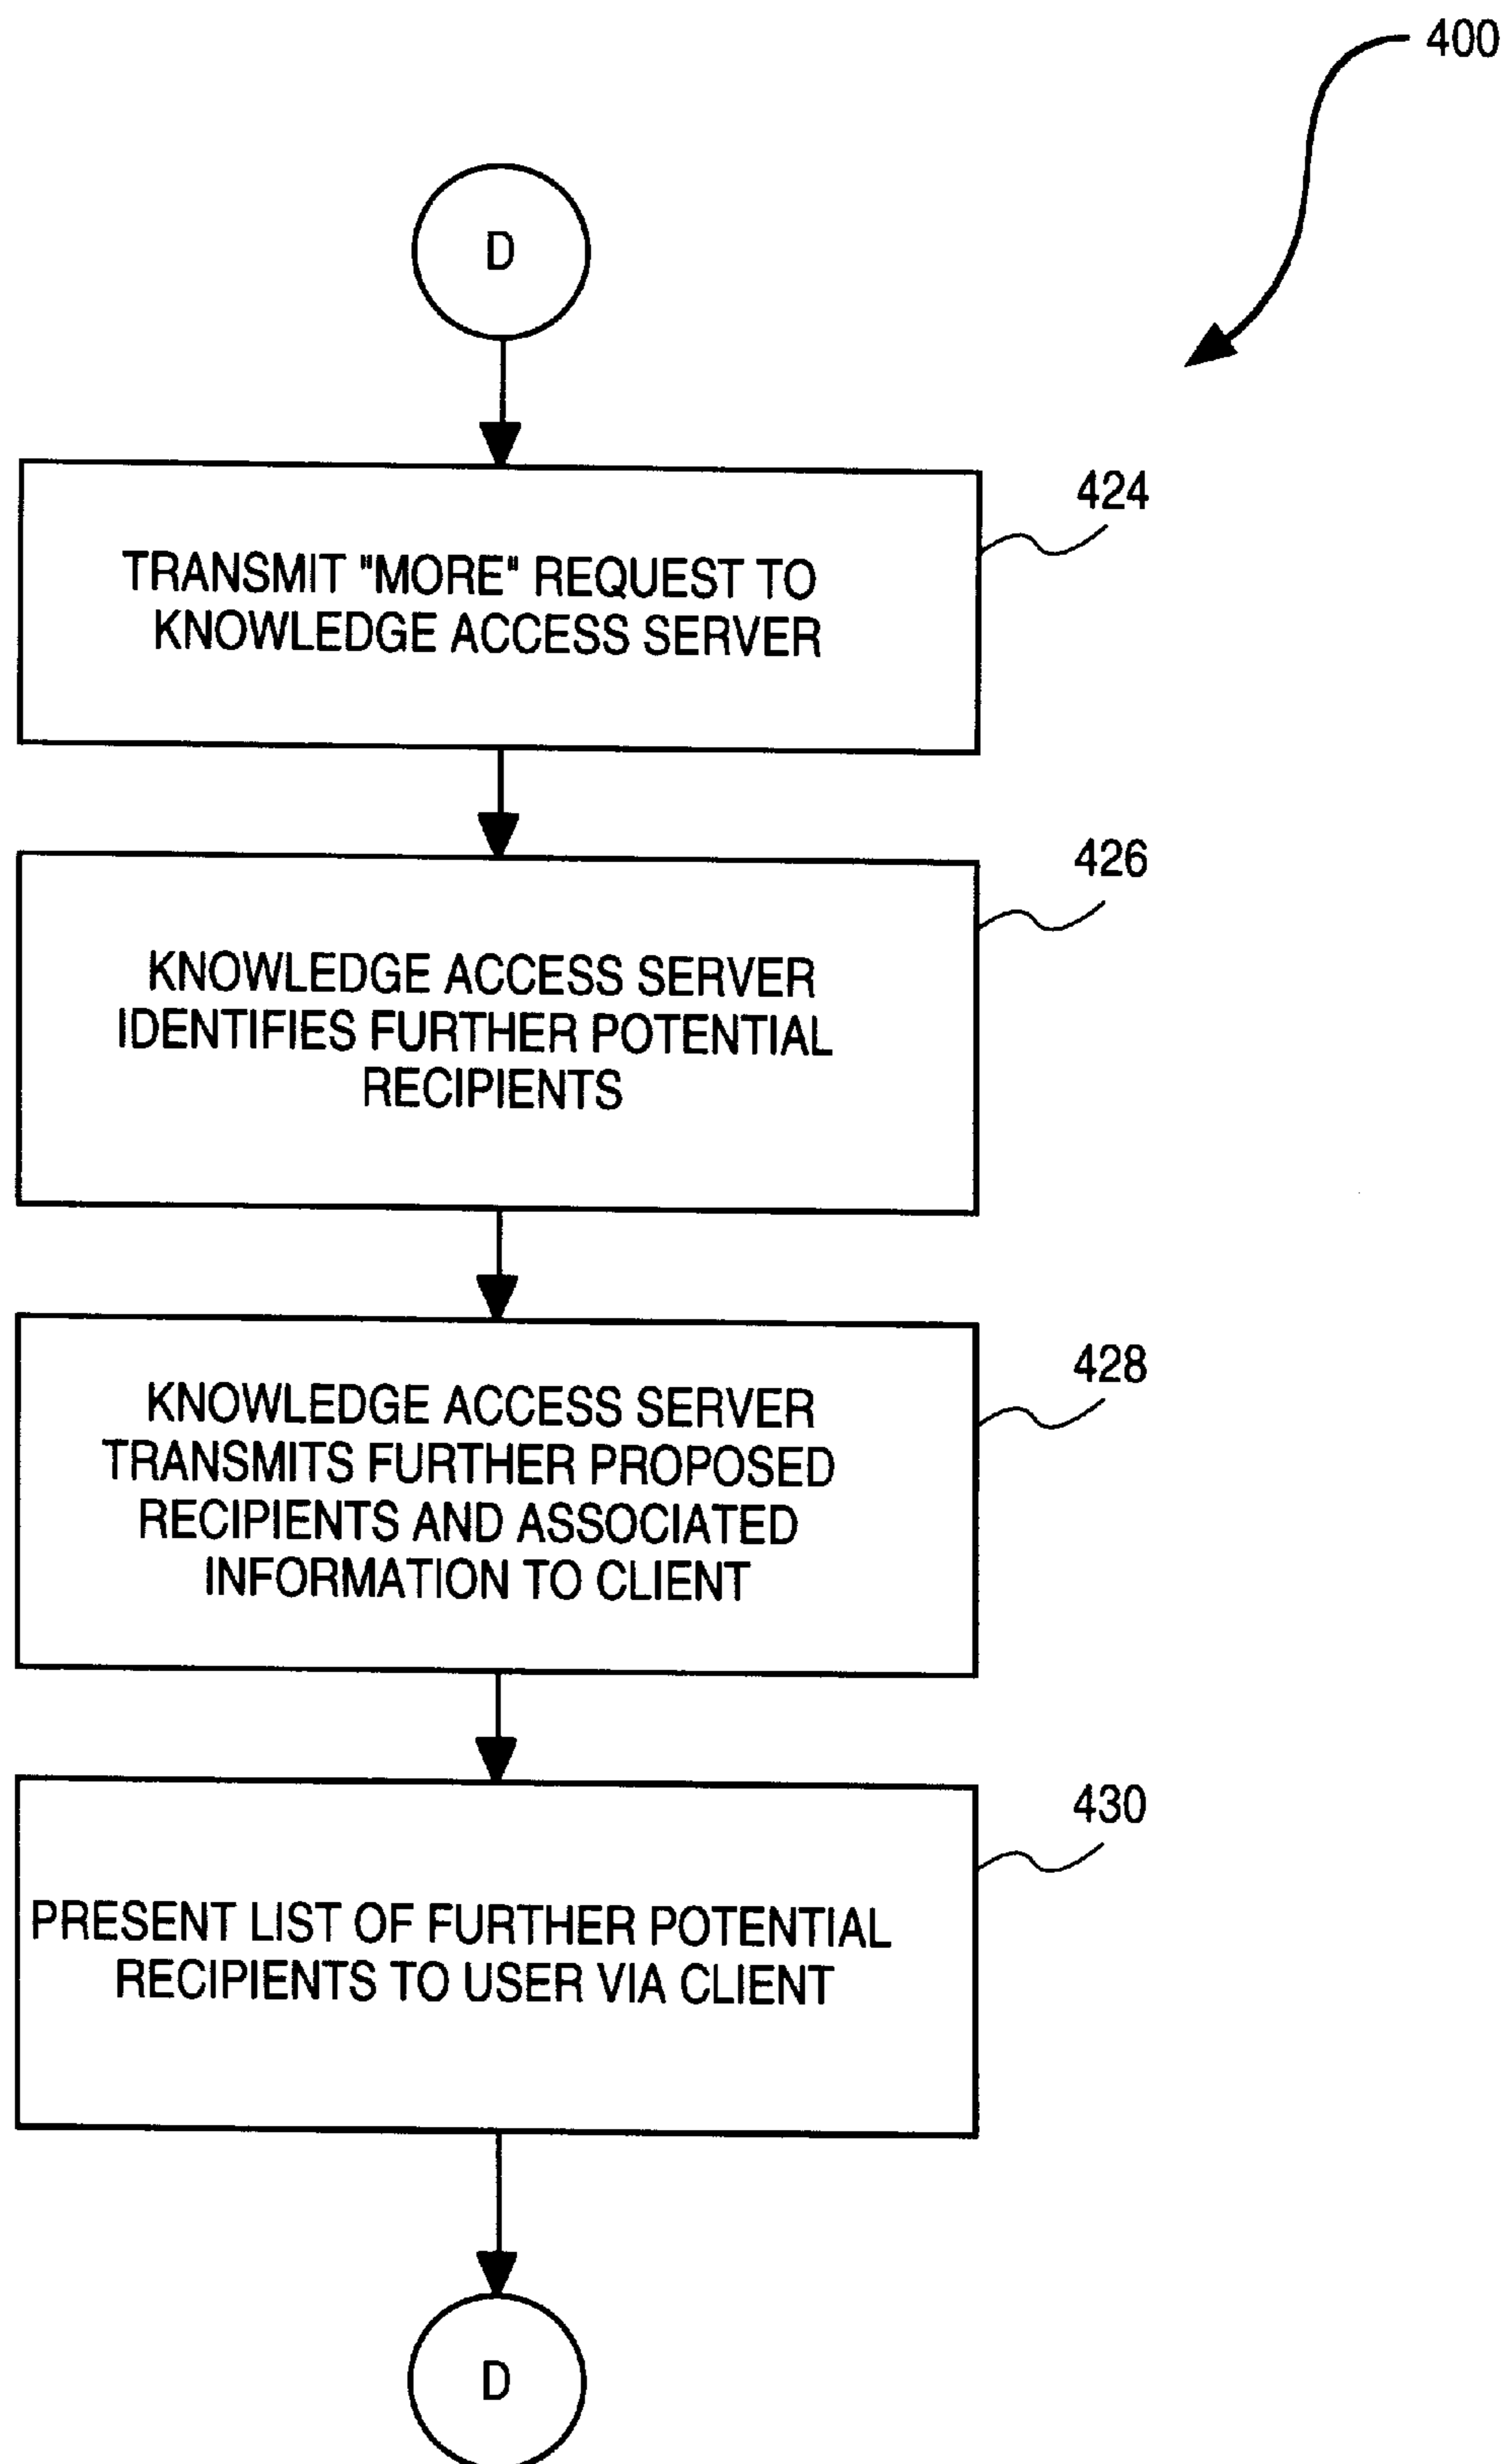 400
D
424
TRANSMIT "MORE" REQUEST TO
KNOWLEDGE ACCESS SERVER
426
KNOWLEDGE ACCESS SERVER
IDENTIFIES FURTHER POTENTIAL
RECIPIENTS
428
KNOWLEDGE ACCESS SERVER
TRANSMITS FURTHER PROPOSED
RECIPIENTS AND ASSOCIATED
INFORMATION TO CLIENT
430
PRESENT LIST OF FURTHER POTENTIAL
RECIPIENTS TO USER VIA CLIENT
D